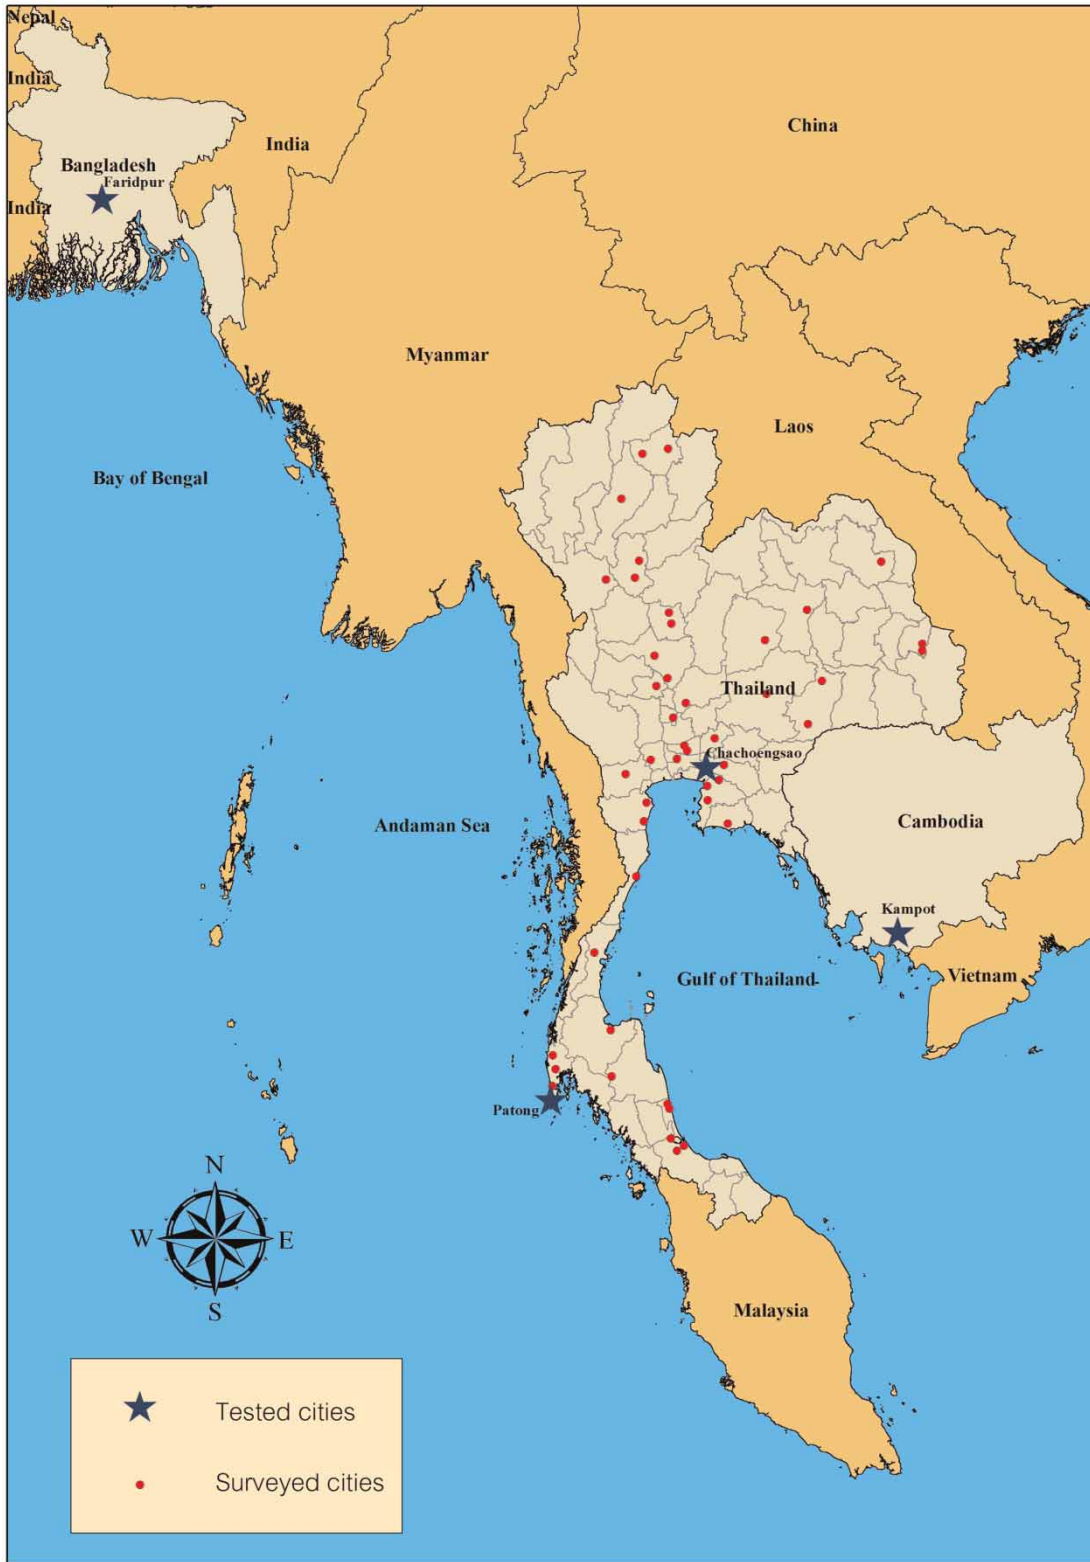 Nepal
India
China
India
Bangladesh
Faridpur
India
Myanmar
Laos
Bay of Bengal
Thailand
Chachoengsao
Andaman Sea
Cambodia
Kampot
Gulf of Thailand
Vietnam
Patong
N
W
E
S
Malaysia
Tested cities
Surveyed cities